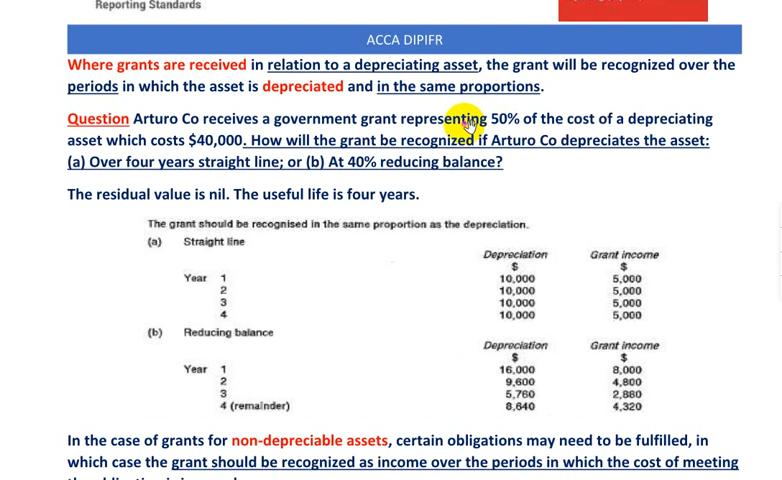 Reporting Standards
ACCA DIPIFR
Where grants are received in relation to a depreciating asset, the grant will be recognized over the
periods in which the asset is depreciated and in the same proportions.
Question Arturo Co receives a government grant representing 50% of the cost of a depreciating
asset which costs $40,000. How will the grant be recognized if Arturo Co depreciates the asset:
(a) Over four years straight line; or (b) At 40% reducing balance?
The residual value is nil. The useful life is four years.
The grant should be recognised in the same proportion as the depreciation.
(a) Straight line
Depreciation Grant income
$ $
Year 1 10,000 5,000
2 10,000 5,000
3 10,000 5,000
4 10,000 5,000
(b) Reducing balance
Depreciation Grant income
$ $
Year 1 16,000 8,000
2 9,600 4,800
3 5,760 2,880
4 (remainder) 8,640 4,320
In the case of grants for non-depreciable assets, certain obligations may need to be fulfilled, in
which case the grant should be recognized as income over the periods in which the cost of meeting